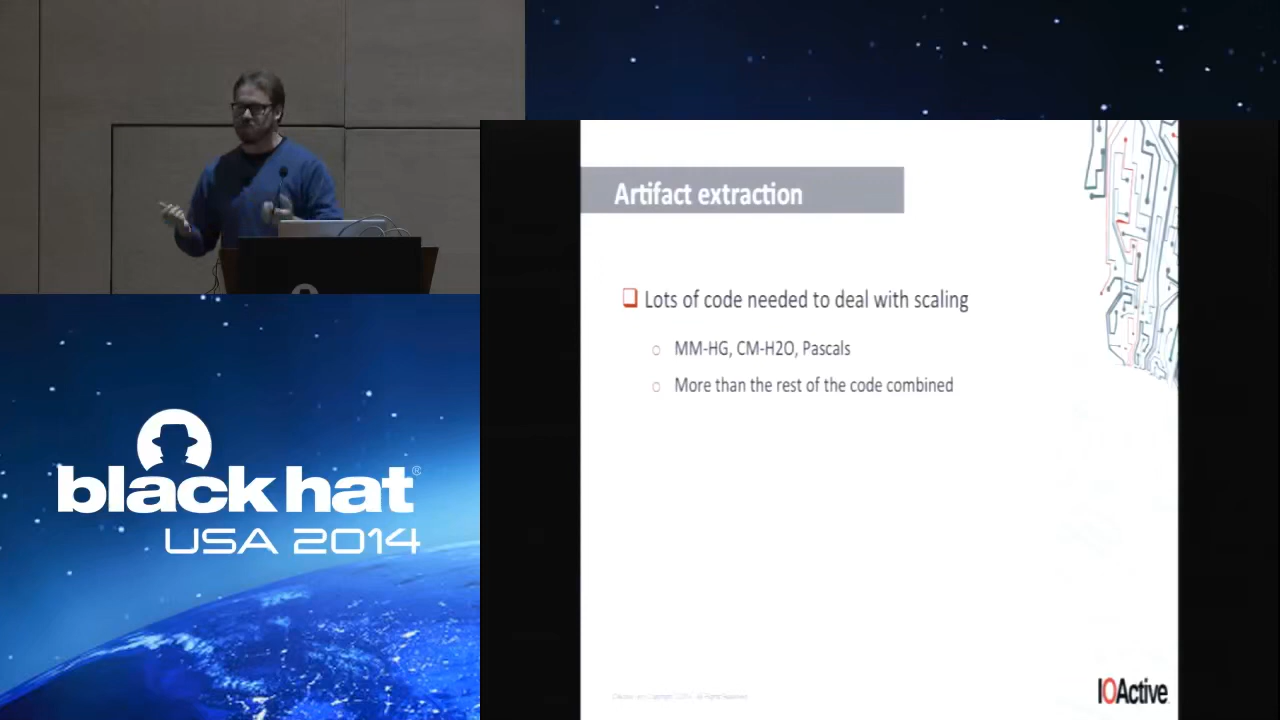 Artifact extraction
Lots of code needed to deal with scaling
MM-HG, CM-H2O, Pascals
More than the rest of the code combined
IOActive
black hat®
USA 2014